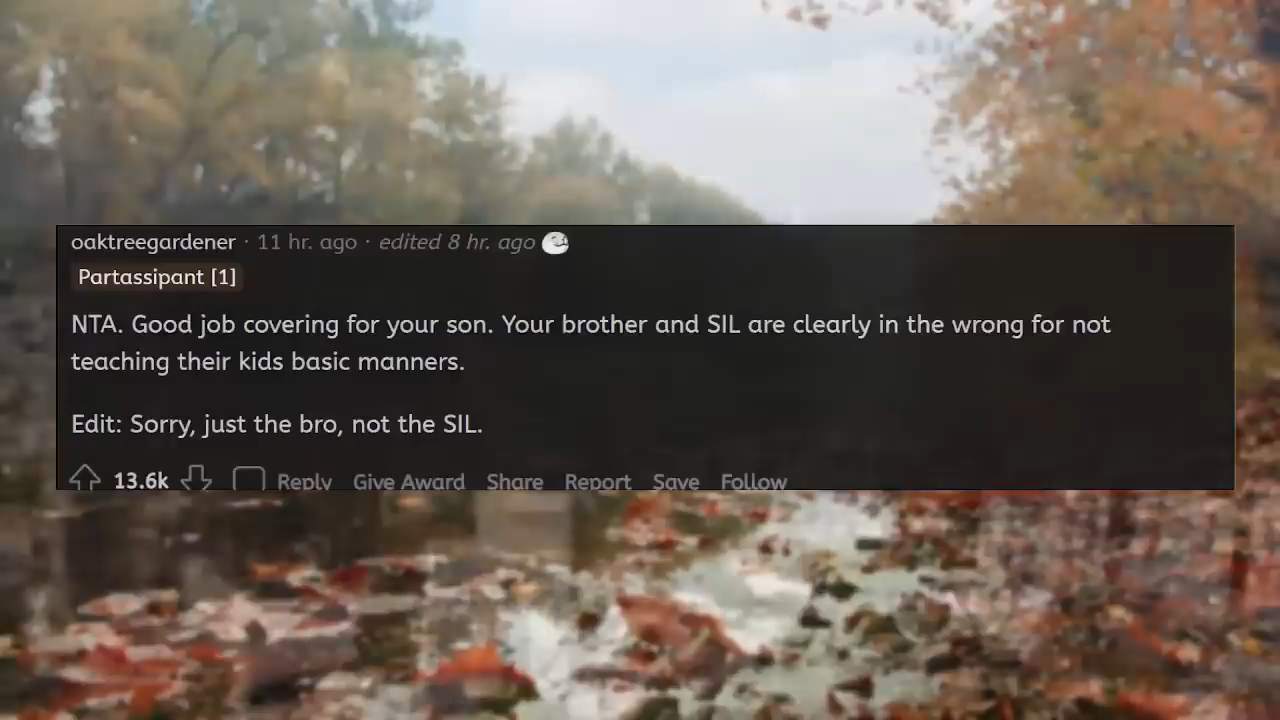 oaktreegardener · 11 hr. ago · edited 8 hr. ago
Partassipant [1]
NTA. Good job covering for your son. Your brother and SIL are clearly in the wrong for not
teaching their kids basic manners.
Edit: Sorry, just the bro, not the SIL.
13.6k Reply Give Award Share Report Save Follow